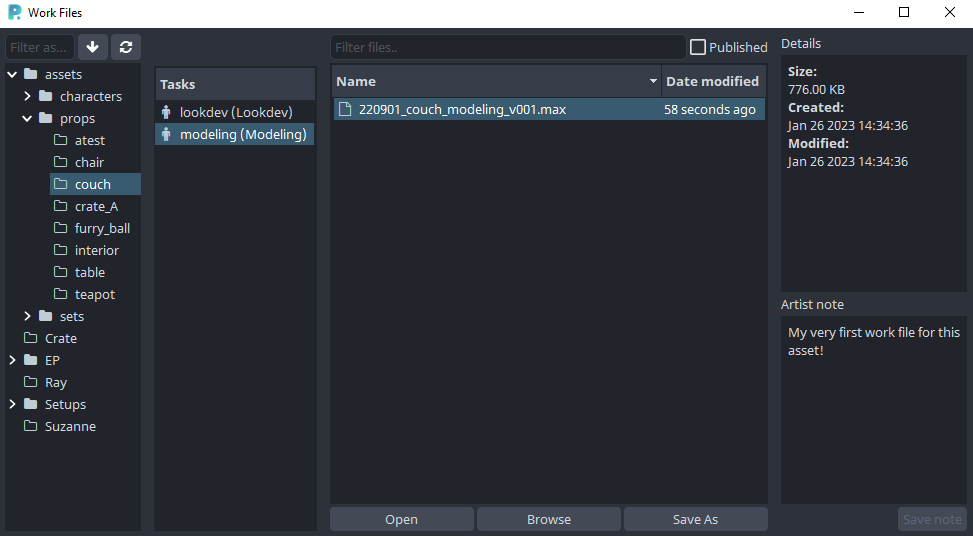 Work Files
Filter as...
assets
characters
props
atest
chair
couch
crate_A
furry_ball
interior
table
teapot
sets
Crate
EP
Ray
Setups
Suzanne
Tasks
lookdev (Lookdev)
modeling (Modeling)
Filter files..
Published
Name
Date modified
220901_couch_modeling_v001.max
58 seconds ago
Open
Browse
Save As
Details
Size:
776.00 KB
Created:
Jan 26 2023 14:34:36
Modified:
Jan 26 2023 14:34:36
Artist note
My very first work file for this
asset!
Save note